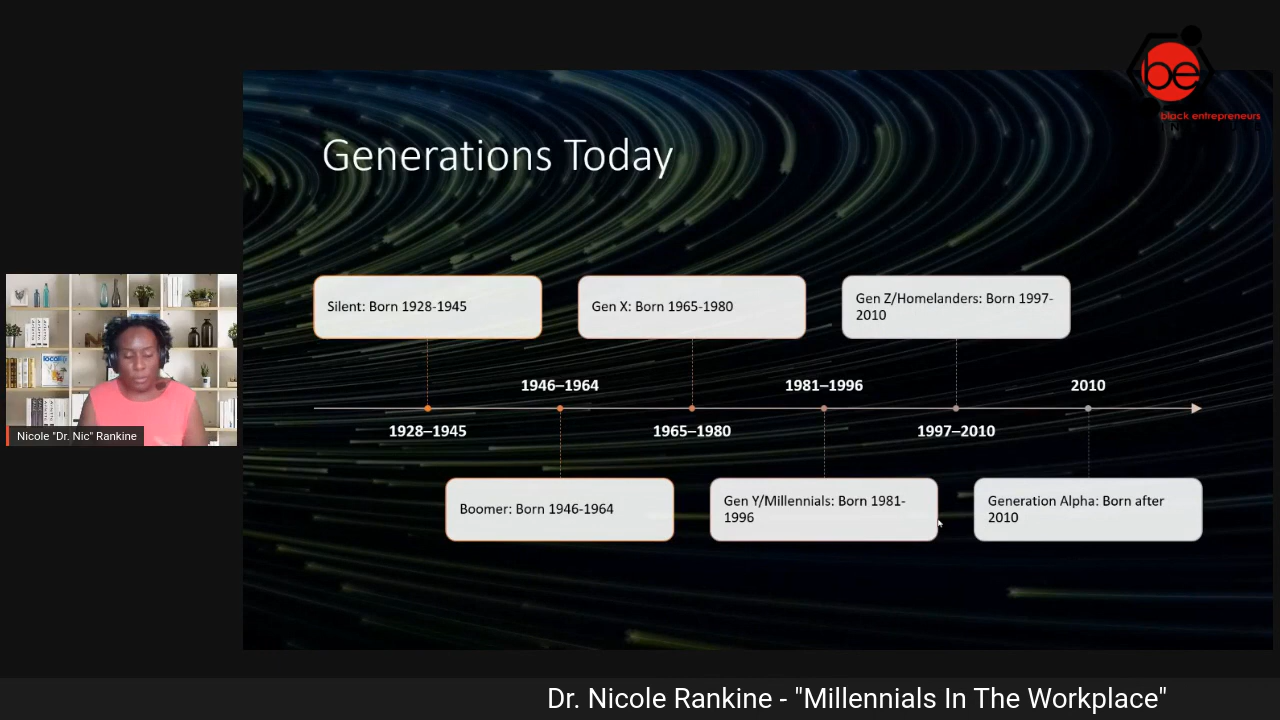 be
black entrepreneurs
Generations Today
Silent: Born 1928-1945
Gen X: Born 1965-1980
Gen Z/Homelanders: Born 1997-
2010
1946–1964
1981–1996
2010
1928–1945
1965–1980
1997–2010
Boomer: Born 1946-1964
Gen Y/Millennials: Born 1981-
1996
Generation Alpha: Born after
2010
Nicole "Dr. Nic" Rankine
Dr. Nicole Rankine - "Millennials In The Workplace"